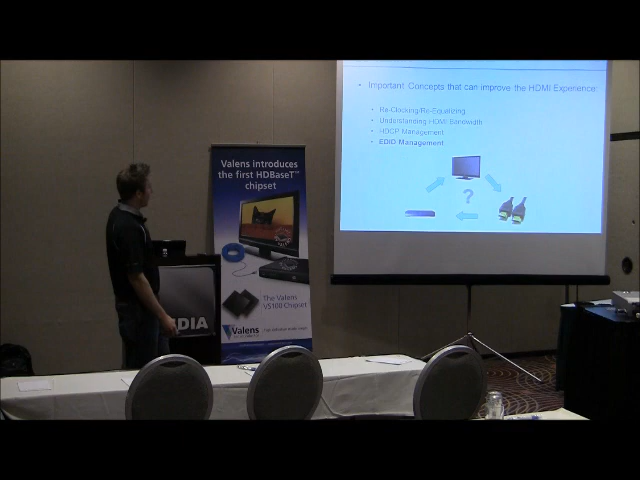 • Important Concepts that can improve the HDMI Experience:
• Re-Clocking/Re-Equalizing
• Understanding HDMI Bandwidth
• HDCP Management
• EDID Management
?
Valens introduces
the first HDBaseT™
chipset
The Valens
VS100 Chipset
Valens
DIA